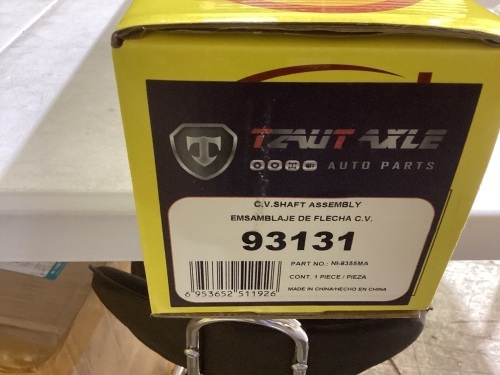 T
TZAUT AXLE
AUTO PARTS
C.V.SHAFT ASSEMBLY
EMSAMBLAJE DE FLECHA C.V.
93131
PART NO.: NI-8355MA
CONT. 1 PIECE / PIEZA
MADE IN CHINA/HECHO EN CHINA
6 953652 511926